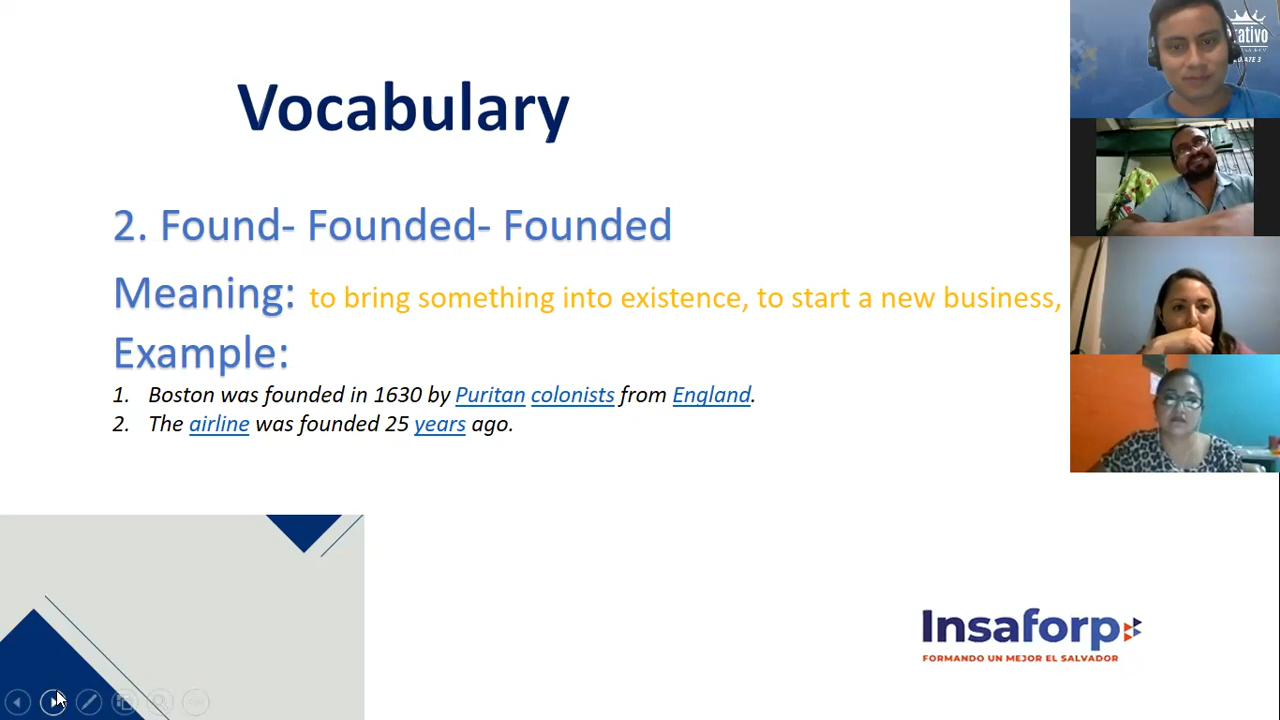 Vocabulary
2. Found- Founded- Founded
Meaning: to bring something into existence, to start a new business,
Example:
1. Boston was founded in 1630 by Puritan colonists from England.
2. The airline was founded 25 years ago.
Insaforp
FORMANDO UN MEJOR EL SALVADOR